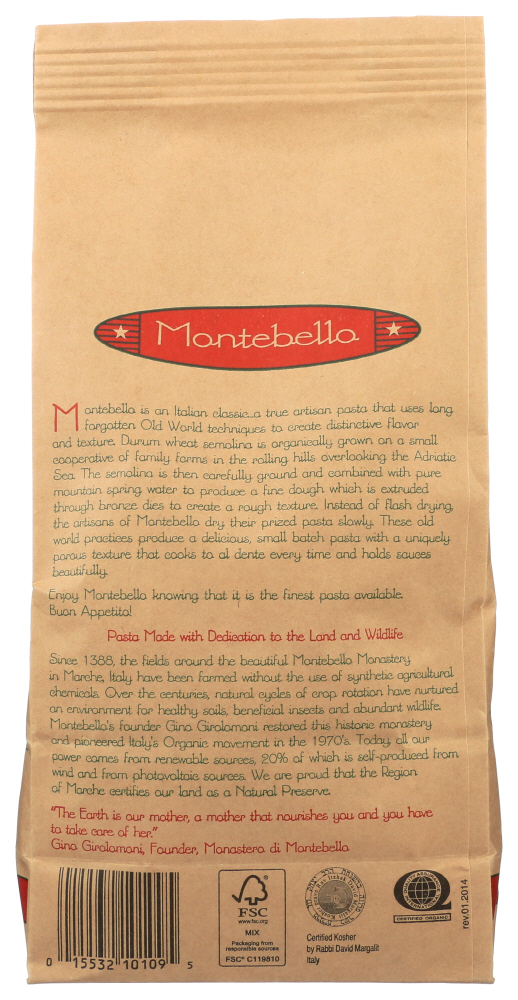 Montebello
Montebello is an Italian classic...a true artisan pasta that uses long
forgotten Old World techniques to create distinctive flavor
and texture. Durum wheat semolina is organically grown on a small
cooperative of family farms in the rolling hills overlooking the Adriatic
Sea. The semolina is then carefully ground and combined with pure
mountain spring water to produce a fine dough which is extruded
through bronze dies to create a rough texture. Instead of flash drying,
the artisans of Montebello dry their prized pasta slowly. These old
world practices produce a delicious, small batch pasta with a uniquely
porous texture that cooks to al dente every time and holds sauces
beautifully.
Enjoy Montebello knowing that it is the finest pasta available.
Buon Appetito!
Pasta Made with Dedication to the Land and Wildlife
Since 1388, the fields around the beautiful Montebello Monastery
in Marche, Italy have been farmed without the use of synthetic agricultural
chemicals. Over the centuries, natural cycles of crop rotation have nurtured
an environment for healthy soils, beneficial insects and abundant wildlife.
Montebello's founder Gino Girolomoni restored this historic monastery
and pioneered Italy's Organic movement in the 1970's. Today, all our
power comes from renewable sources, 20% of which is self-produced from
wind and from photovoltaic sources. We are proud that the Region
of Marche certifies our land as a Natural Preserve.
"The Earth is our mother, a mother that nourishes you and you have
to take care of her."
Gino Girolomoni, Founder, Monastero di Montebello
0 15532 10109 5
FSC
www.fsc.org
MIX
Packaging from
responsible sources
FSC® C119810
Certified Kosher
by Rabbi David Margalit
Italy
QUALITY ASSURANCE
INTERNATIONAL
CERTIFIED ORGANIC
rev.01.2014